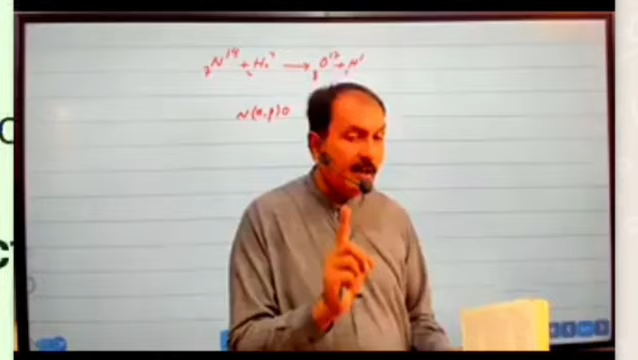 ₇N¹⁴ + ₂He⁴ → ₈O¹⁷ + ₁H¹
N(α,p)O